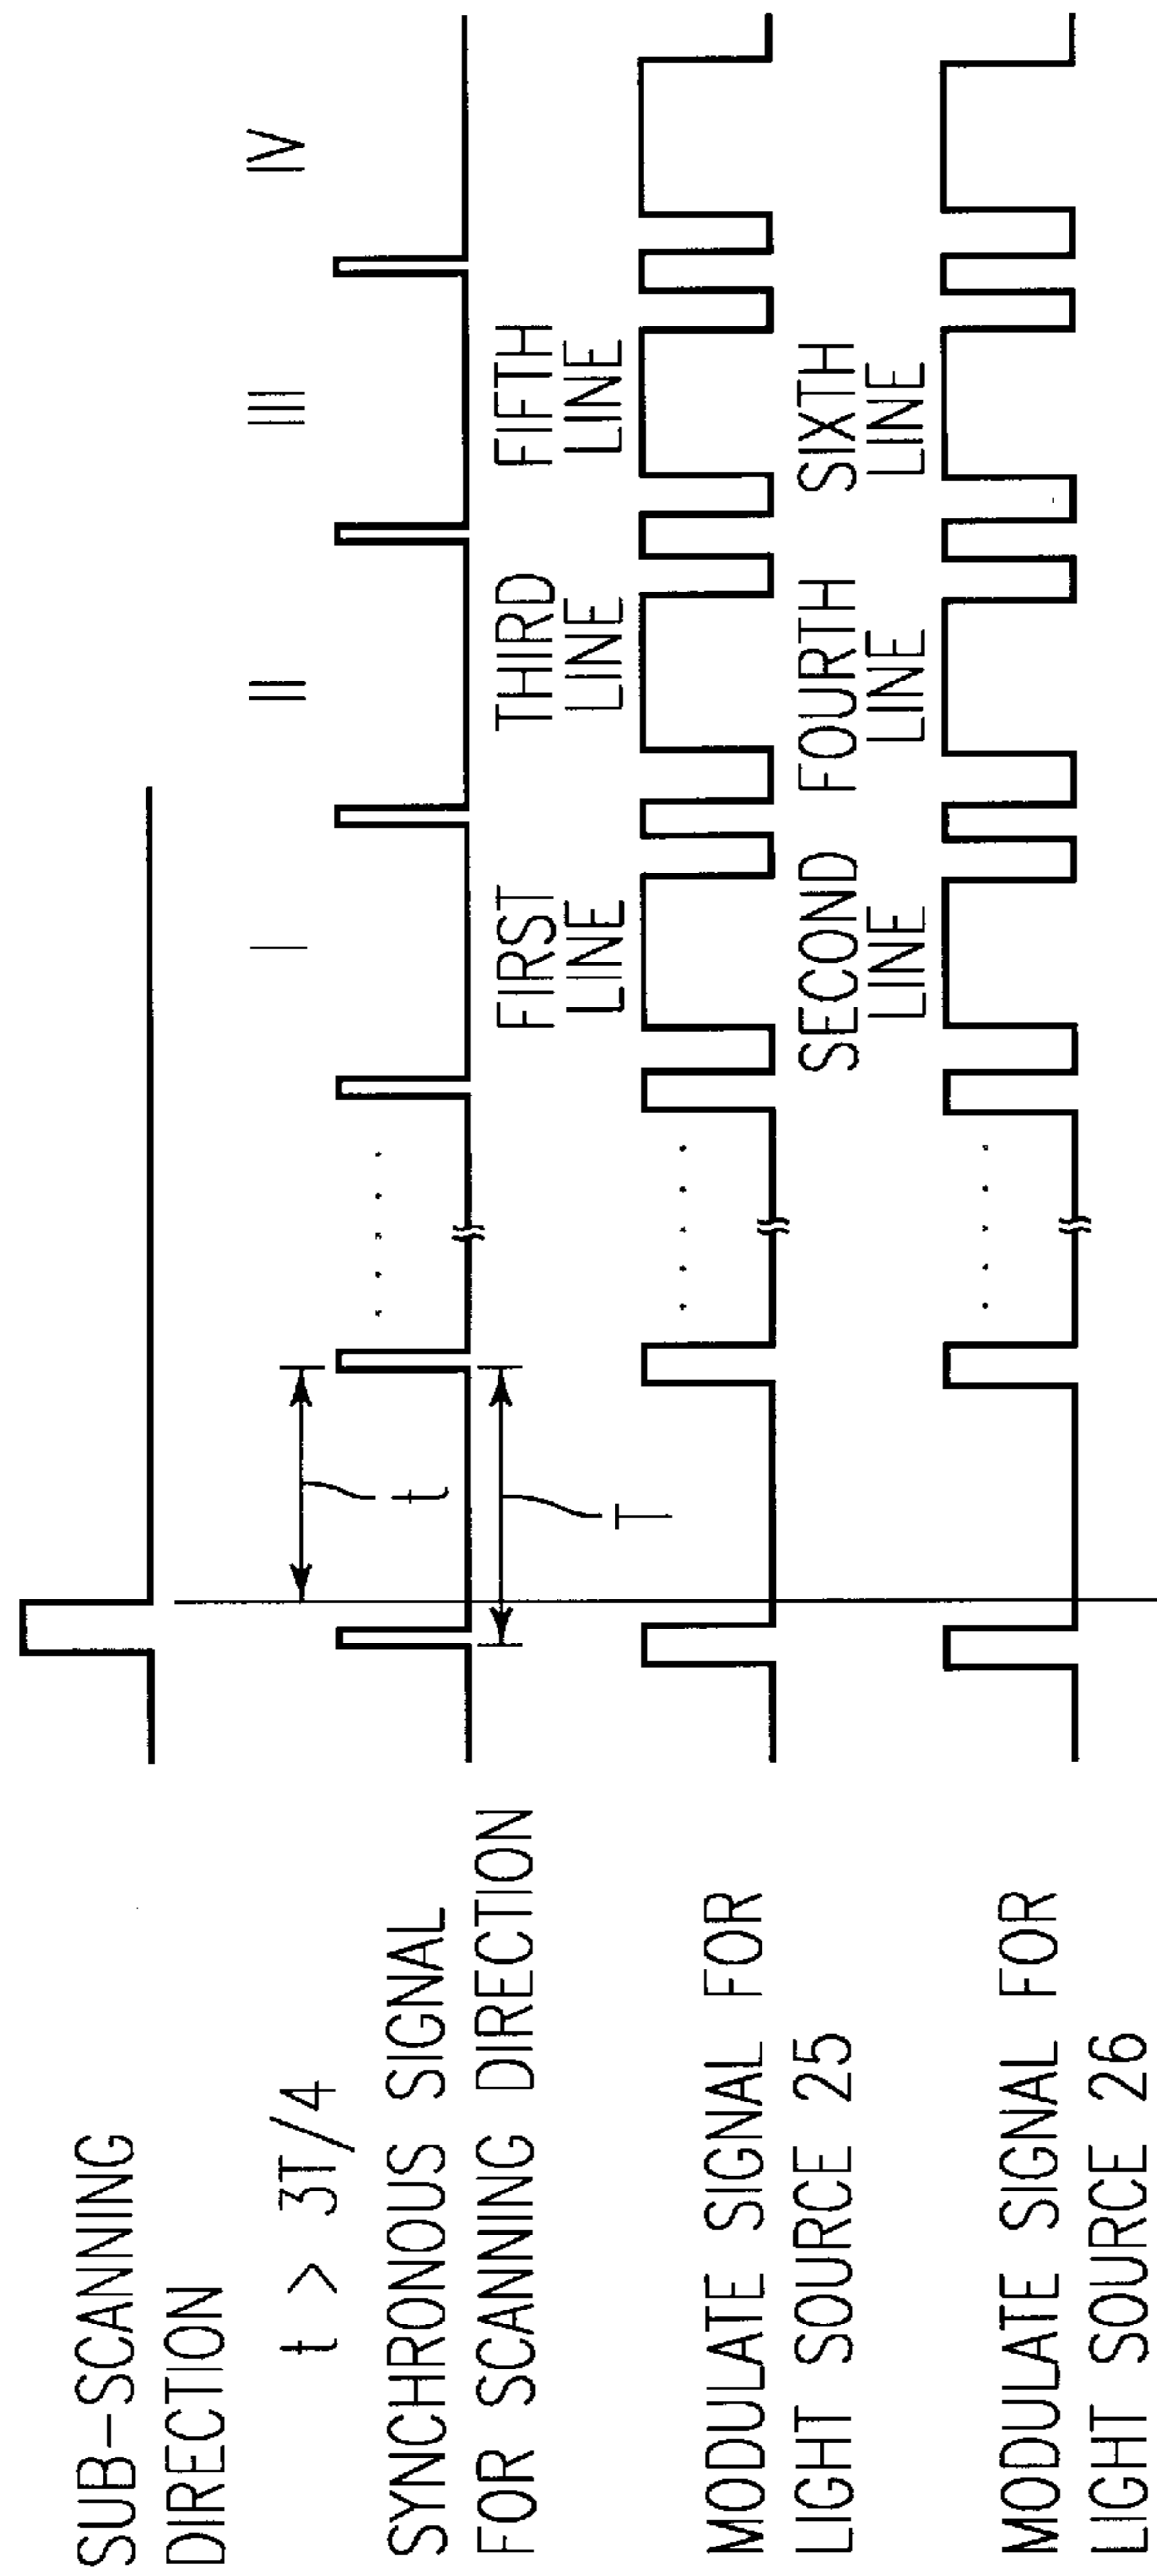 SUB-SCANNING
DIRECTION
t > 3T/4
SYNCHRONOUS SIGNAL
FOR SCANNING DIRECTION
t
T
I
II
III
IV
MODULATE SIGNAL FOR
LIGHT SOURCE 25
FIRST
LINE
THIRD
LINE
FIFTH
LINE
MODULATE SIGNAL FOR
LIGHT SOURCE 26
SECOND
LINE
FOURTH
LINE
SIXTH
LINE